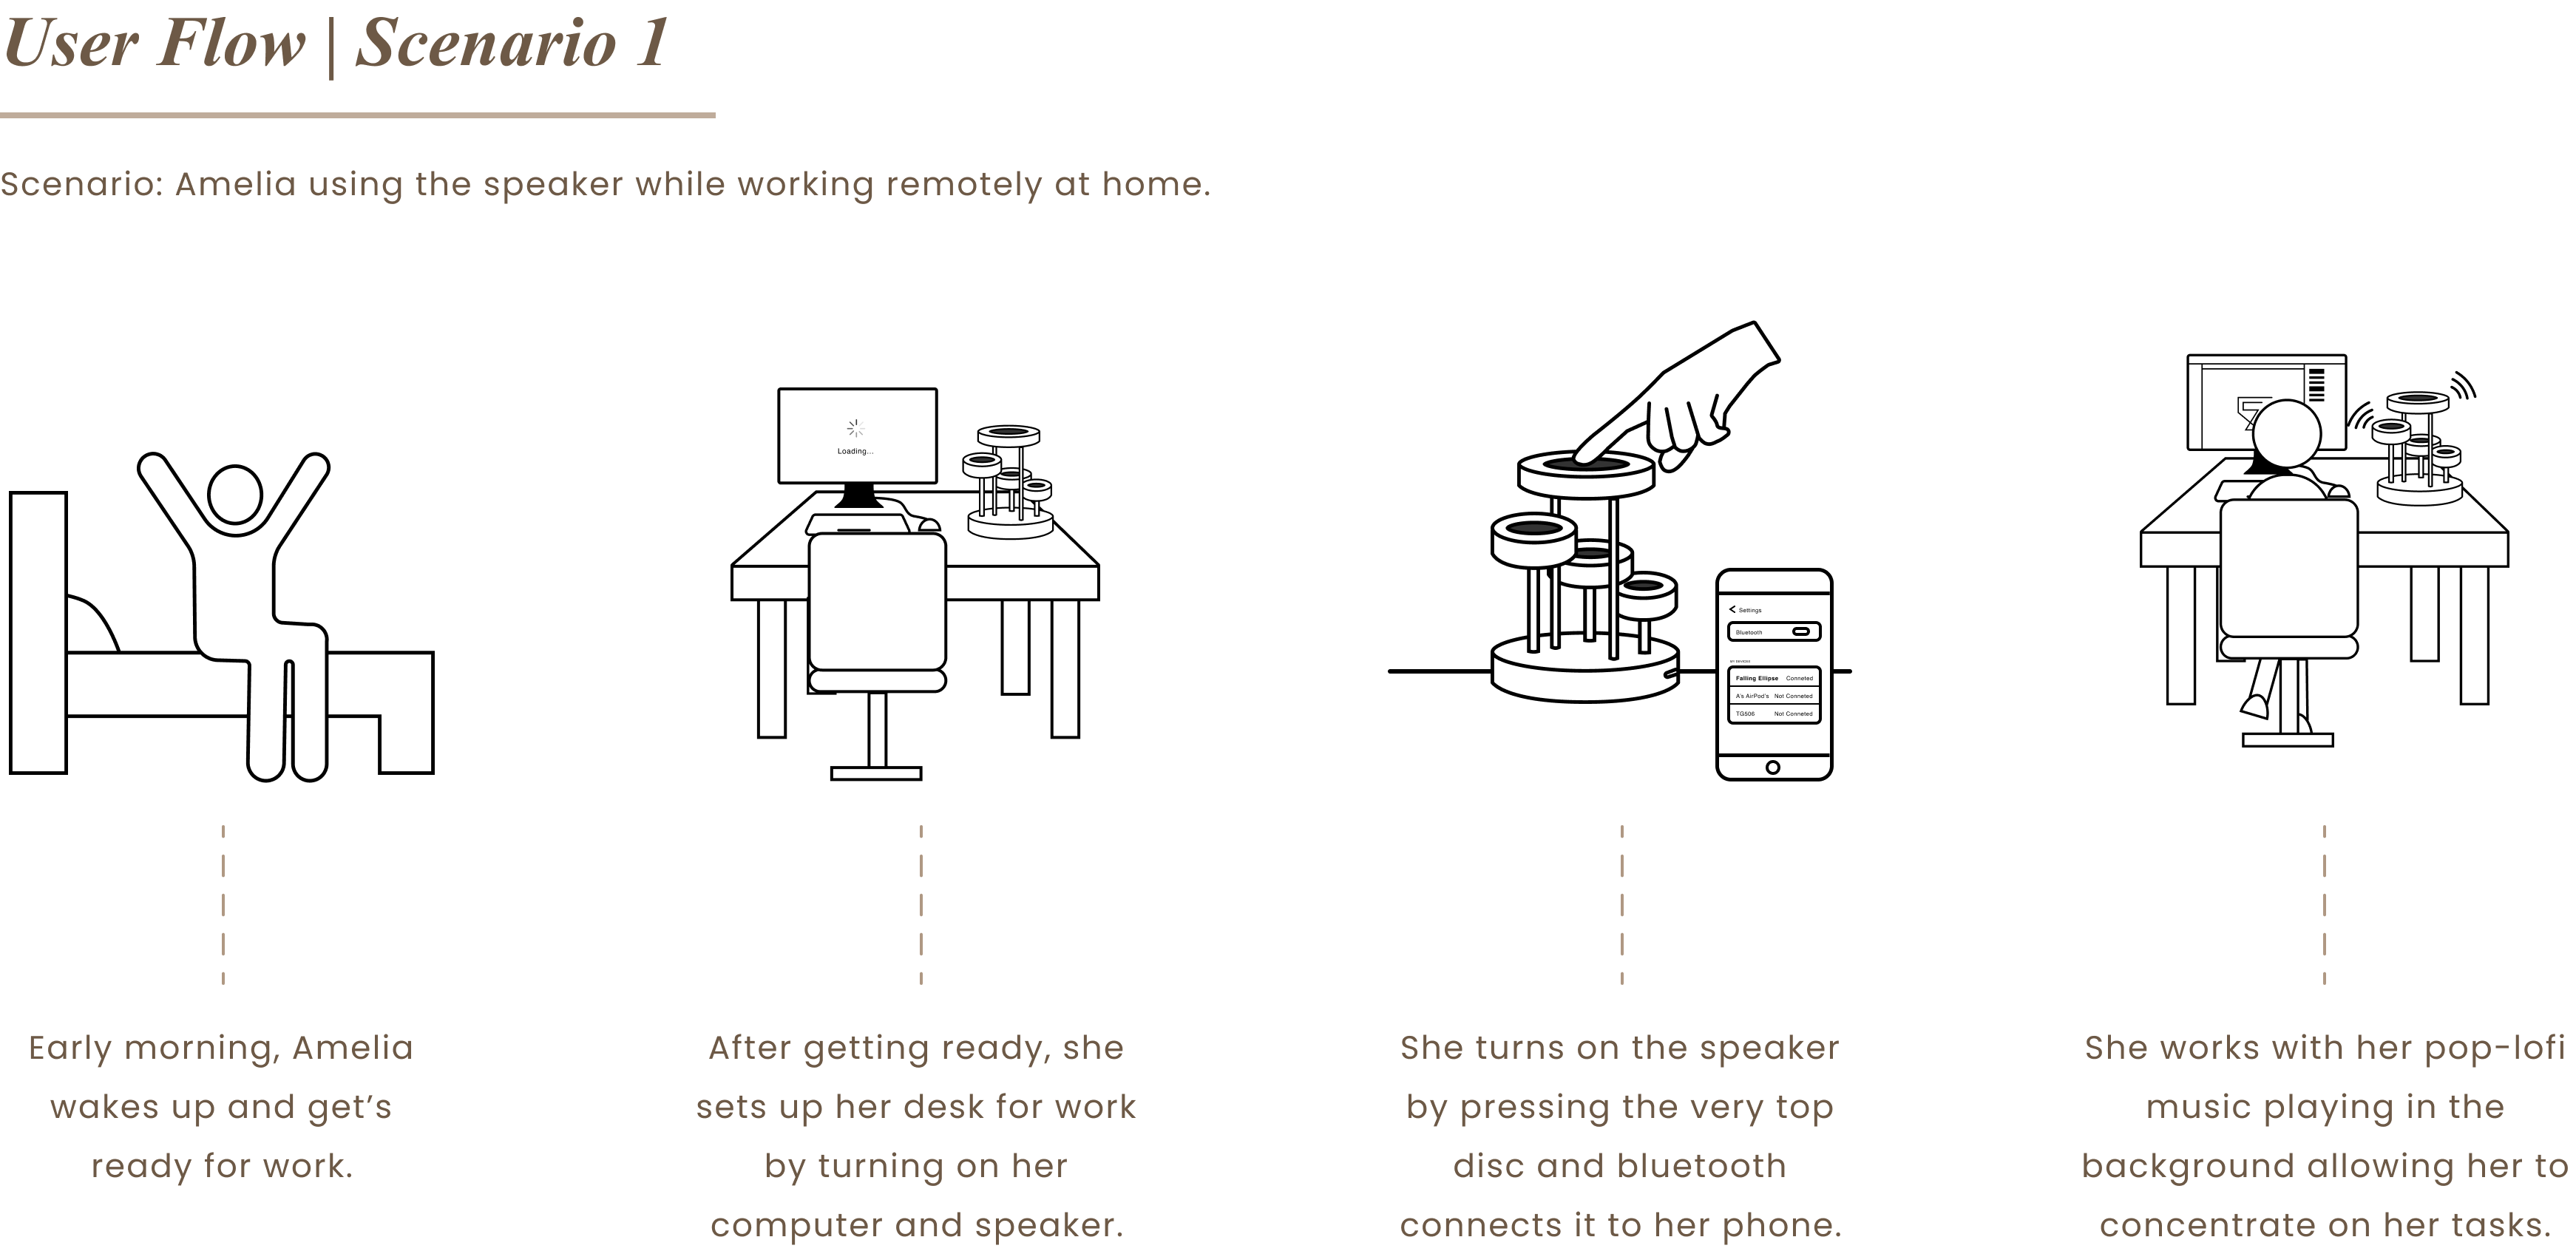 User Flow | Scenario 1
Scenario: Amelia using the speaker while working remotely at home.
Loading...
Settings
Bluetooth
MY DEVICES
Falling Ellipse Conneted
A's AirPod's Not Conneted
TG506 Not Conneted
Early morning, Amelia
wakes up and get’s
ready for work.
After getting ready, she
sets up her desk for work
by turning on her
computer and speaker.
She turns on the speaker
by pressing the very top
disc and bluetooth
connects it to her phone.
She works with her pop-lofi
music playing in the
background allowing her to
concentrate on her tasks.